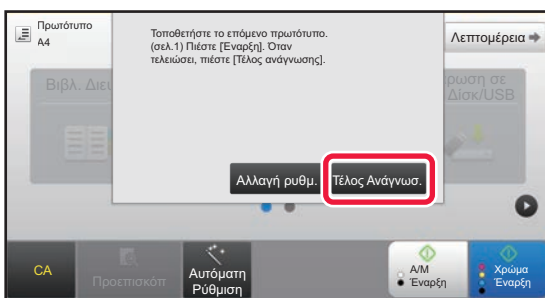 Πρωτότυπο
A4
Τοποθετήστε το επόμενο πρωτότυπο.
(σελ.1) Πιέστε [Έναρξη]. Όταν
τελειώσει, πιέστε [Τέλος ανάγνωσης].
Λεπτομέρεια
Βιβλ. Διευ
ρωση σε
Δίσκ/USB
Αλλαγή ρυθμ.
Τέλος Ανάγνωσ.
CA
Προεπισκόπ
Αυτόματη
Ρύθμιση
A/M
Έναρξη
Χρώμα
Έναρξη